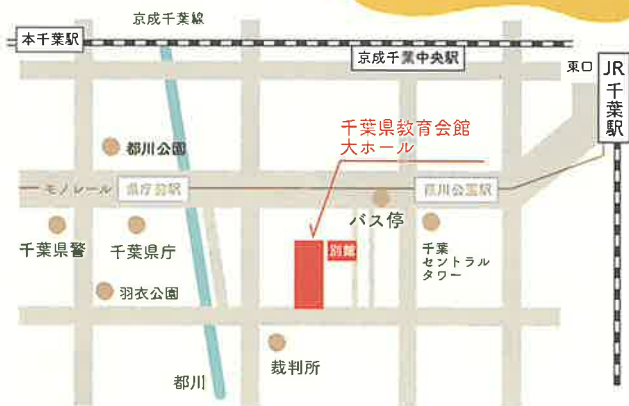 京成千葉線
本千葉駅
京成千葉中央駅
東口
JR千葉駅
千葉県教育会館
大ホール
都川公園
モノレール
県庁前駅
葭川公園駅
バス停
千葉県警
千葉県庁
別館
千葉
セントラル
タワー
羽衣公園
裁判所
都川